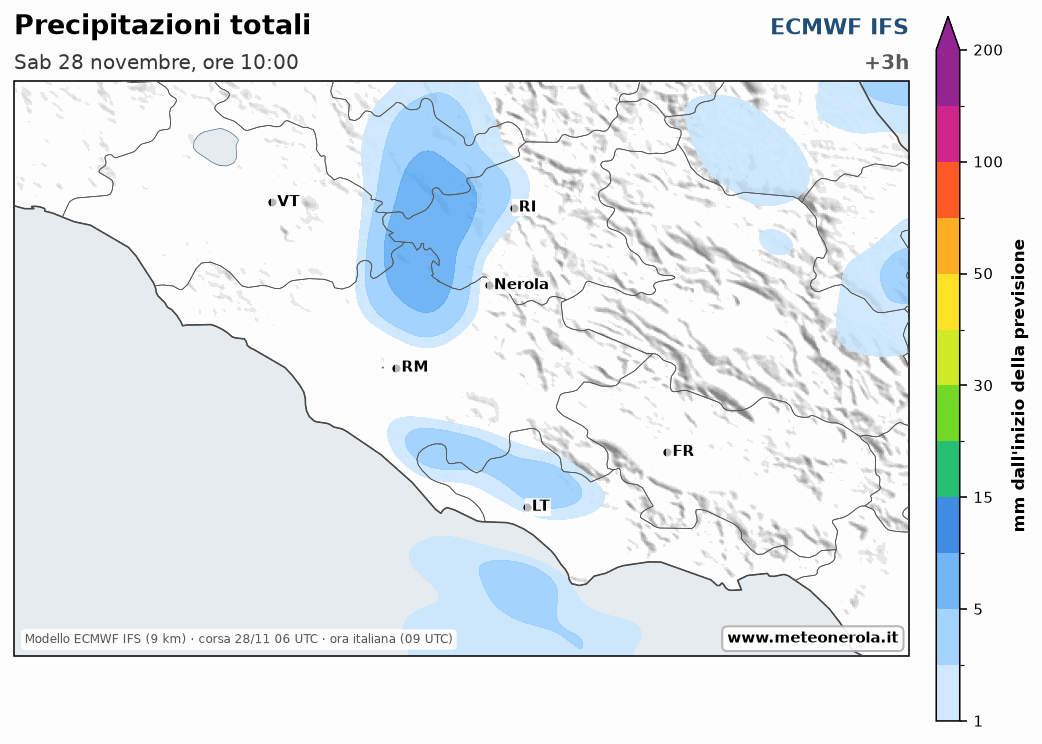 Precipitazioni totali
ECMWF IFS
Sab 28 novembre, ore 10:00
+3h
200
100
50
30
15
5
1
mm dall'inizio della previsione
VT
RI
Nerola
RM
FR
LT
Modello ECMWF IFS (9 km) · corsa 28/11 06 UTC · ora italiana (09 UTC)
www.meteonerola.it